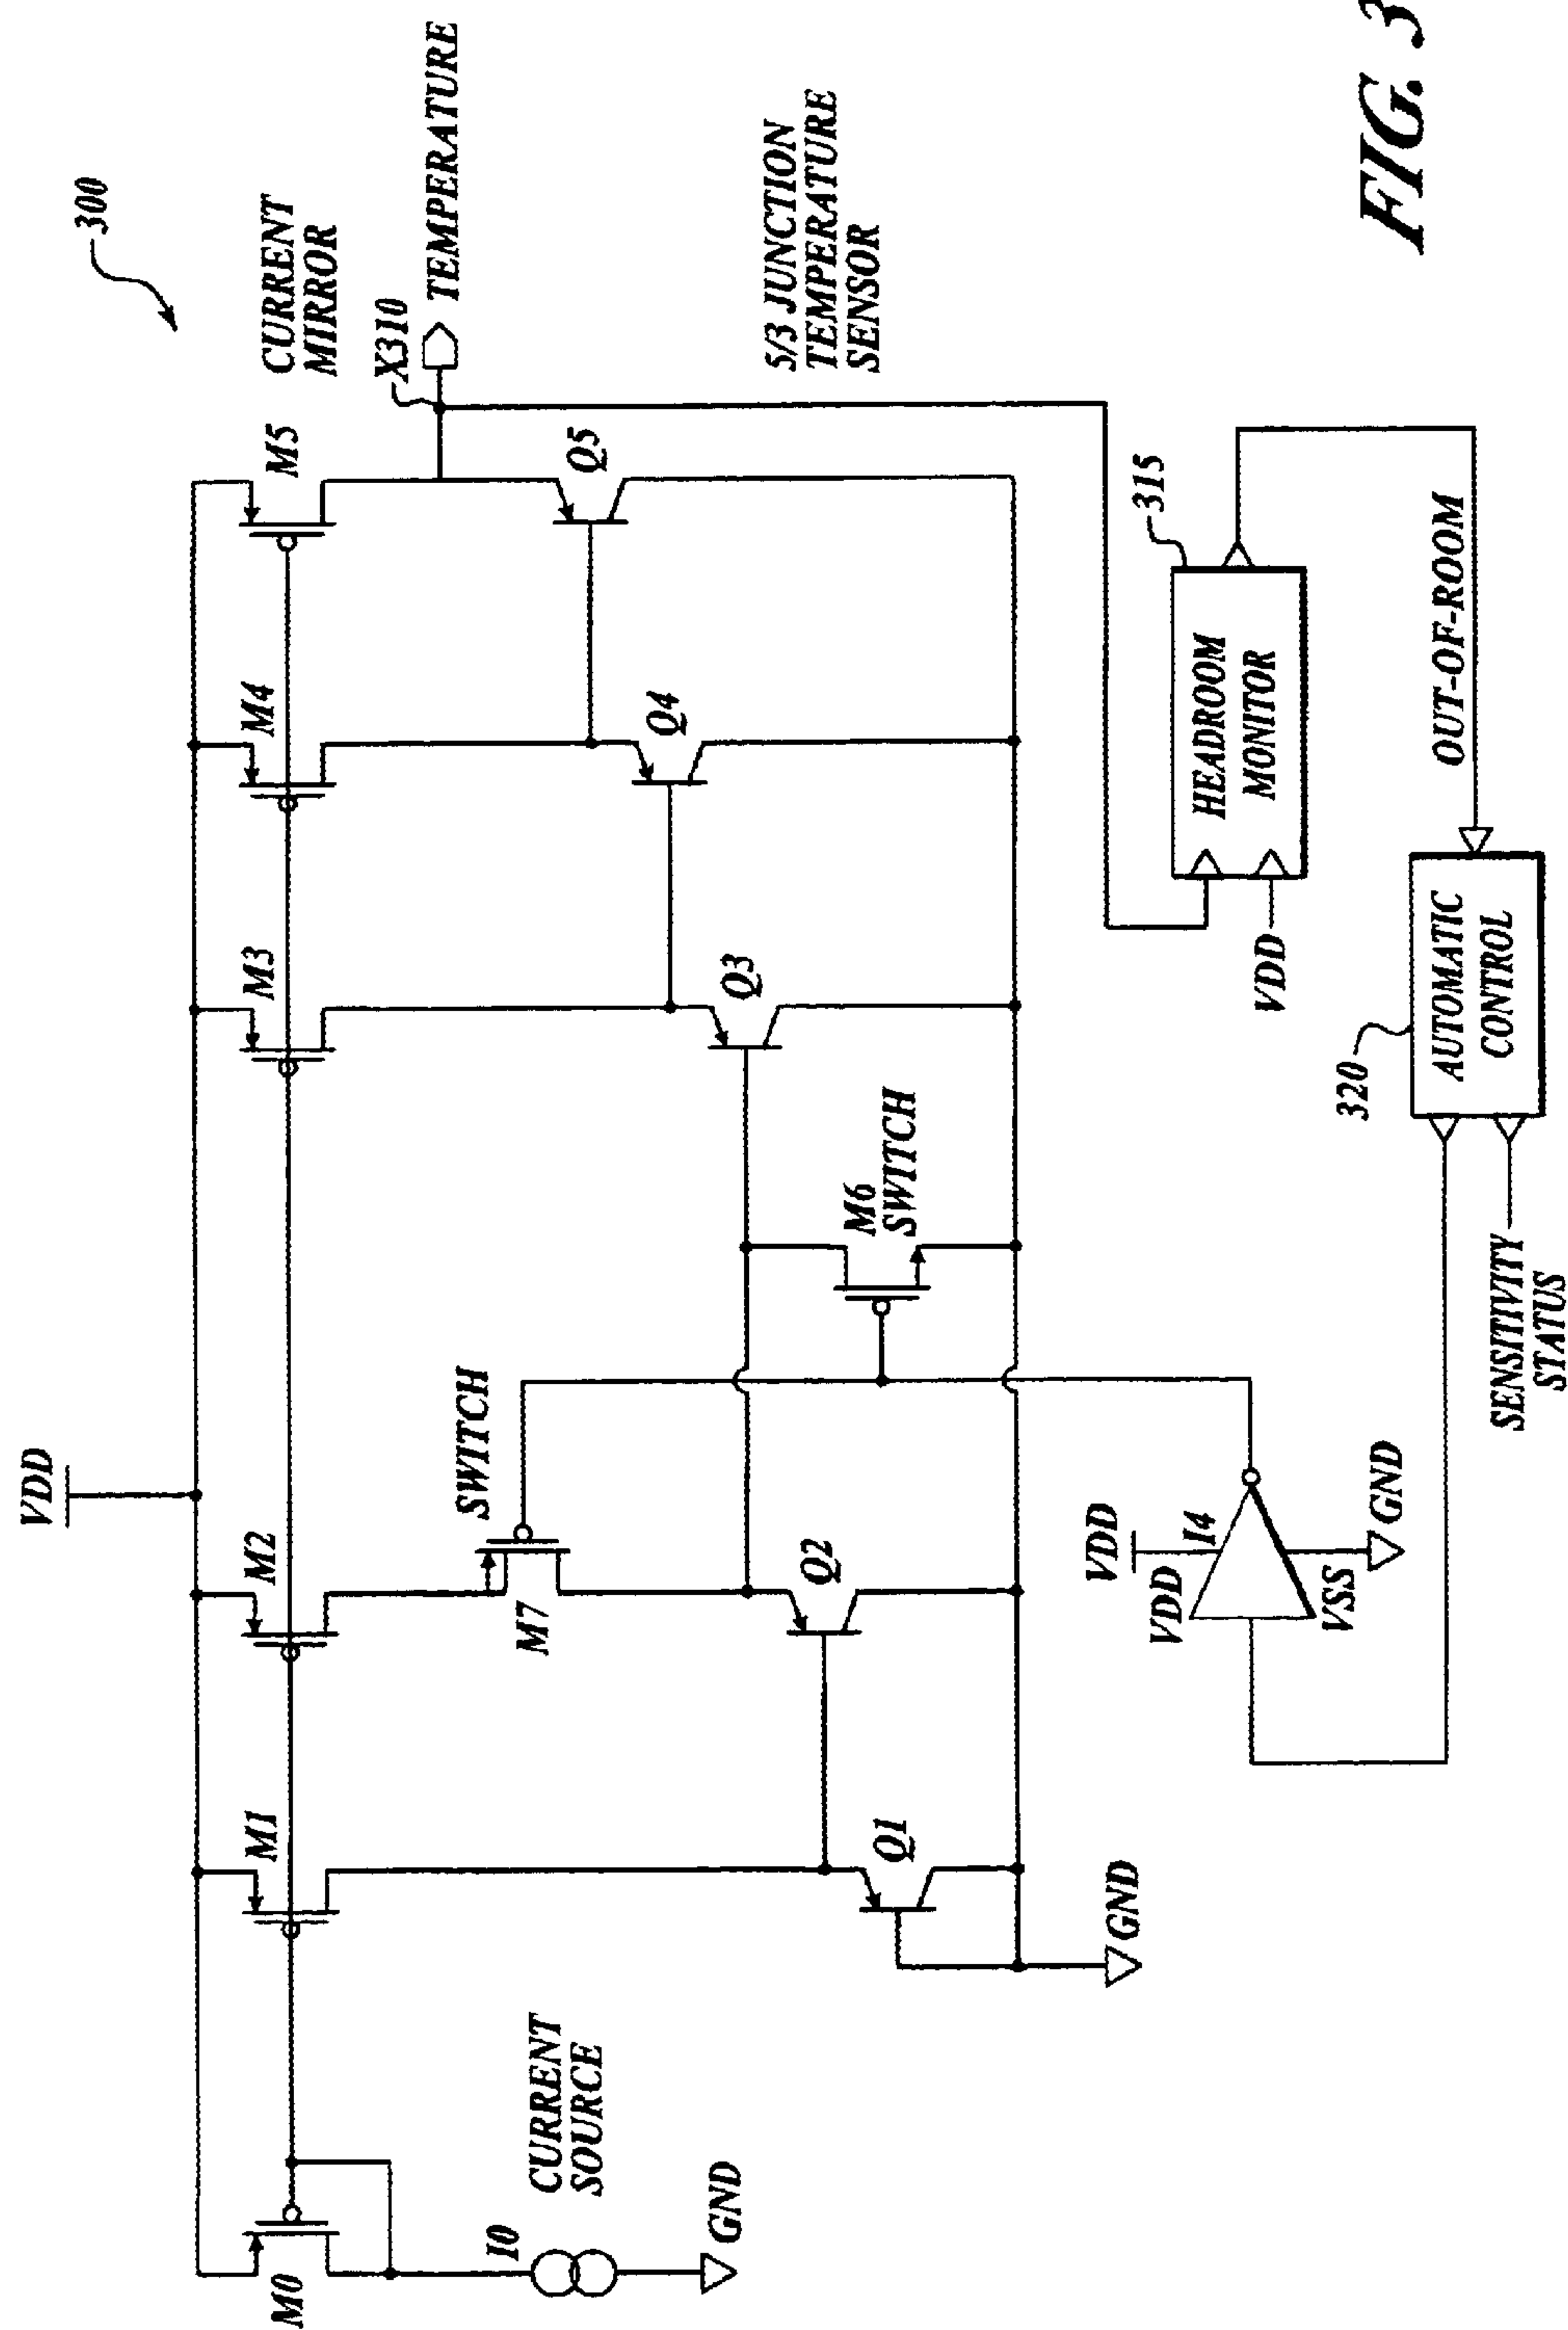 300
VDD
CURRENT
MIRROR
M0
M1
M2
M3
M4
M5
X310
TEMPERATURE
I0
CURRENT
SOURCE
GND
SWITCH
M7
Q1
Q2
Q3
Q4
Q5
5/3 JUNCTION
TEMPERATURE
SENSOR
M6
SWITCH
GND
VDD
VDD
I4
VSS
GND
315
HEADROOM
MONITOR
VDD
OUT-OF-ROOM
320
AUTOMATIC
CONTROL
SENSITIVITY
STATUS
FIG. 3